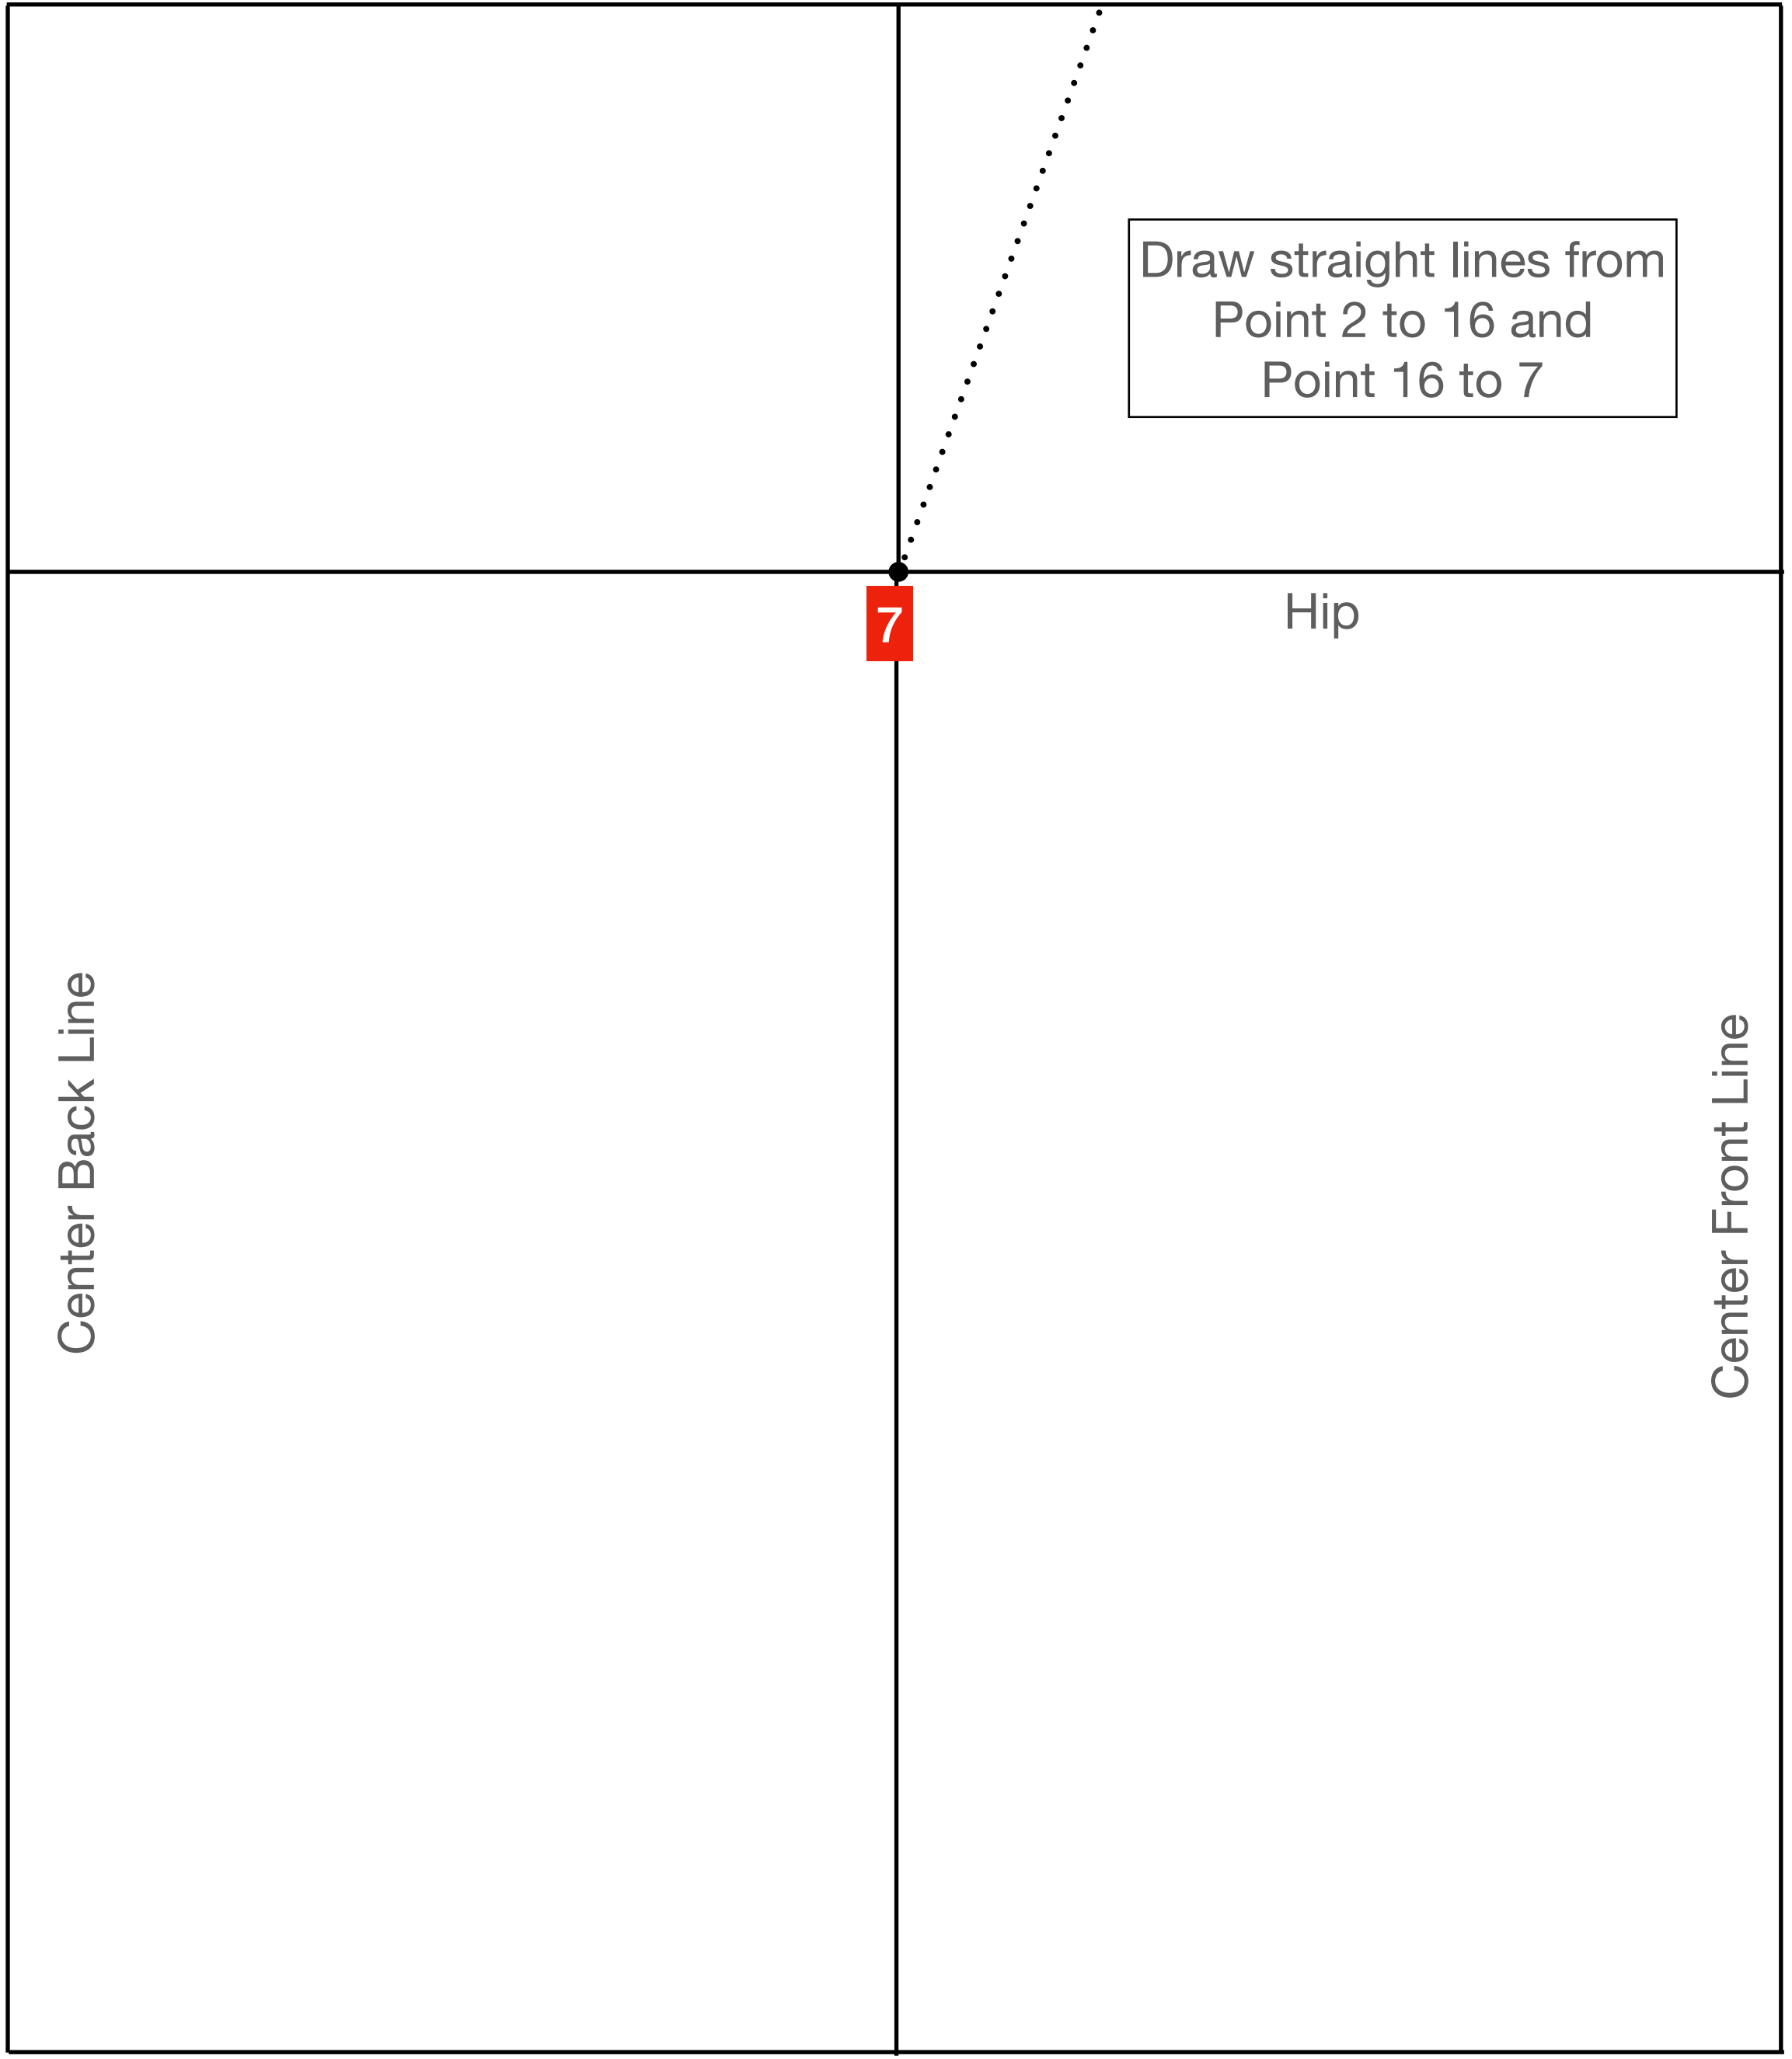 Draw straight lines from
Point 2 to 16 and
Point 16 to 7
7
Hip
Center Back Line
Center Front Line